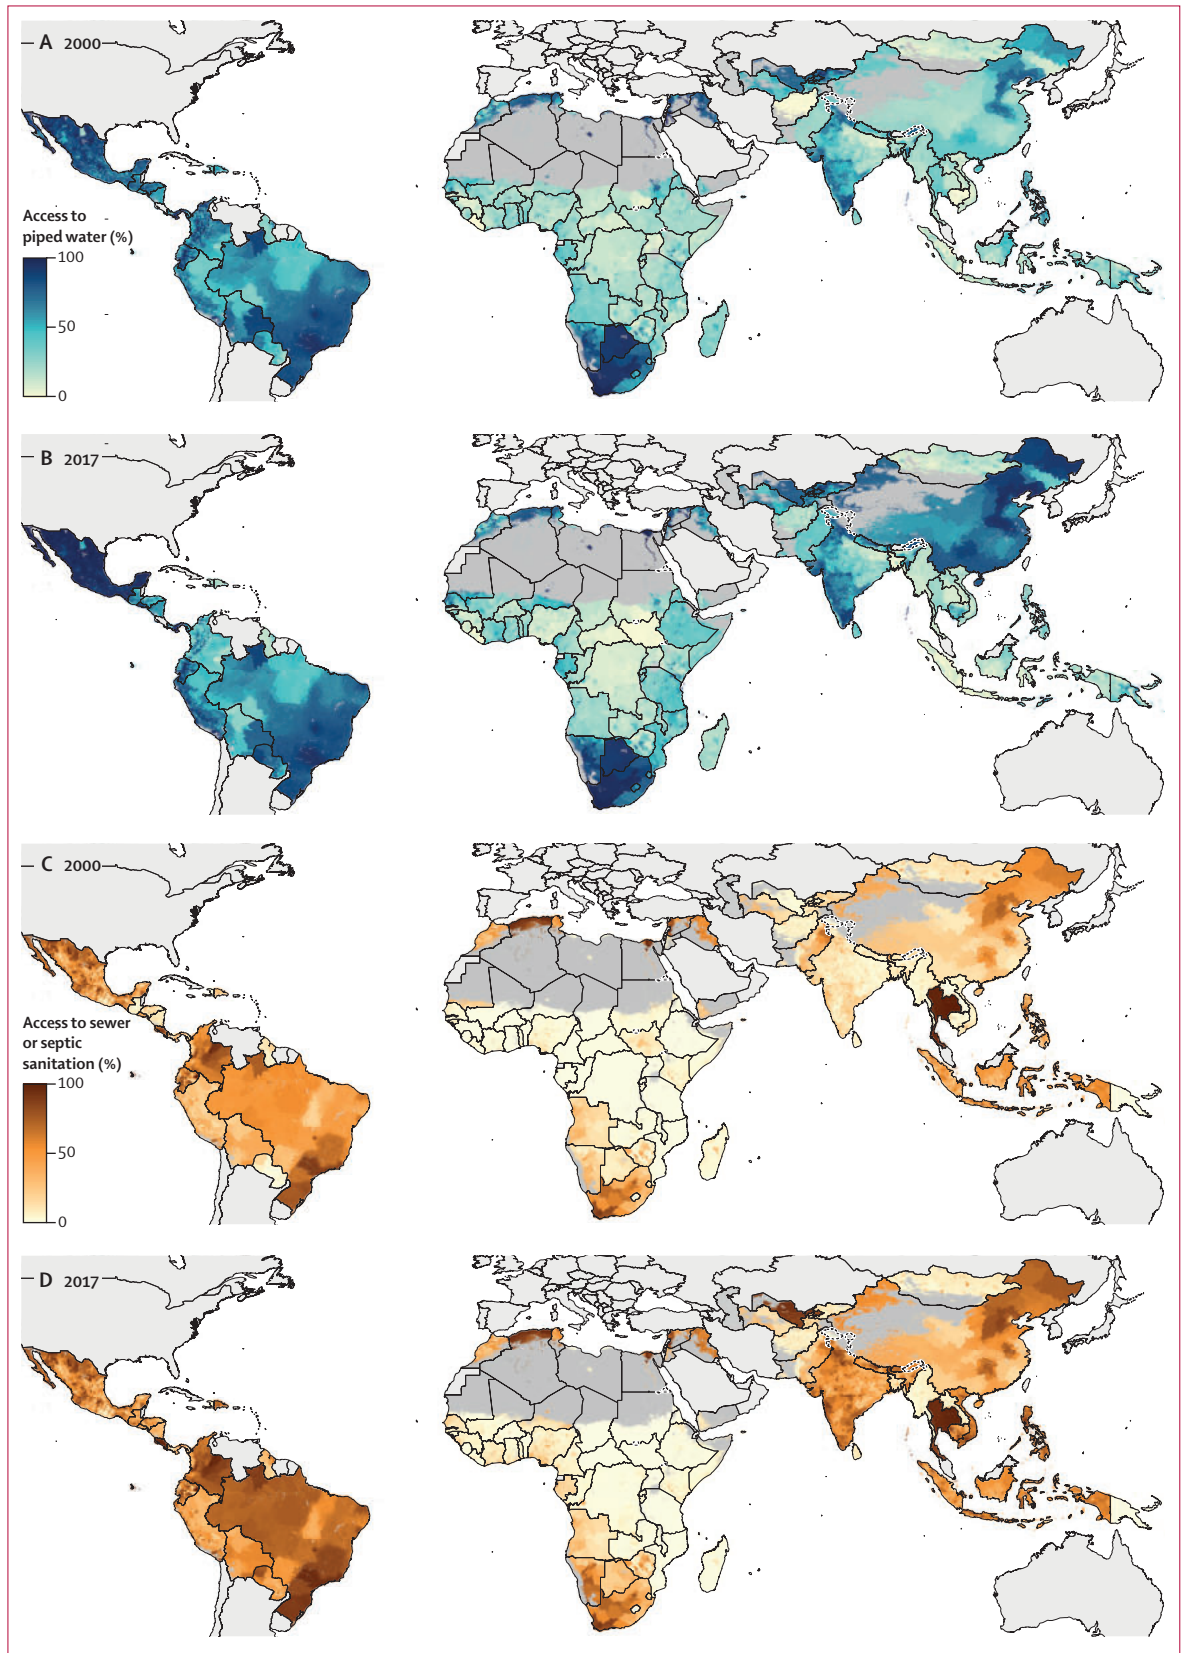 A 2000
Access to
piped water (%)
100
50
0
B 2017
C 2000
Access to sewer
or septic
sanitation (%)
100
50
0
D 2017